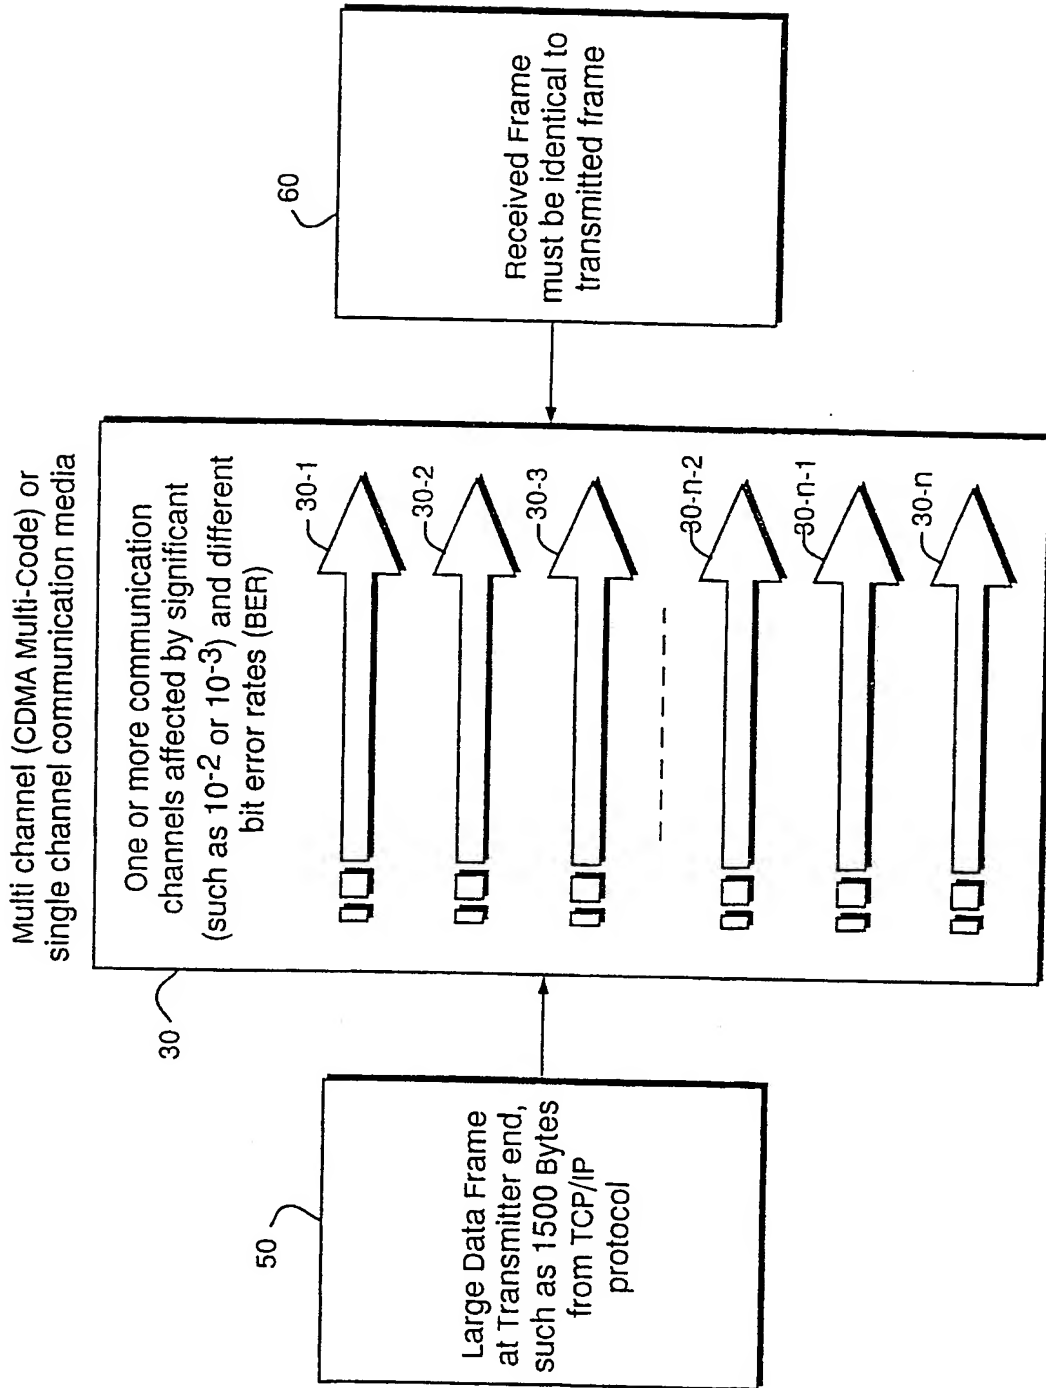 Multi channel (CDMA Multi-Code) or
single channel communication media
30
One or more communication
channels affected by significant
(such as 10⁻² or 10⁻³) and different
bit error rates (BER)
30-1
30-2
30-3
30-n-2
30-n-1
30-n
50
Large Data Frame
at Transmitter end,
such as 1500 Bytes
from TCP/IP
protocol
60
Received Frame
must be identical to
transmitted frame